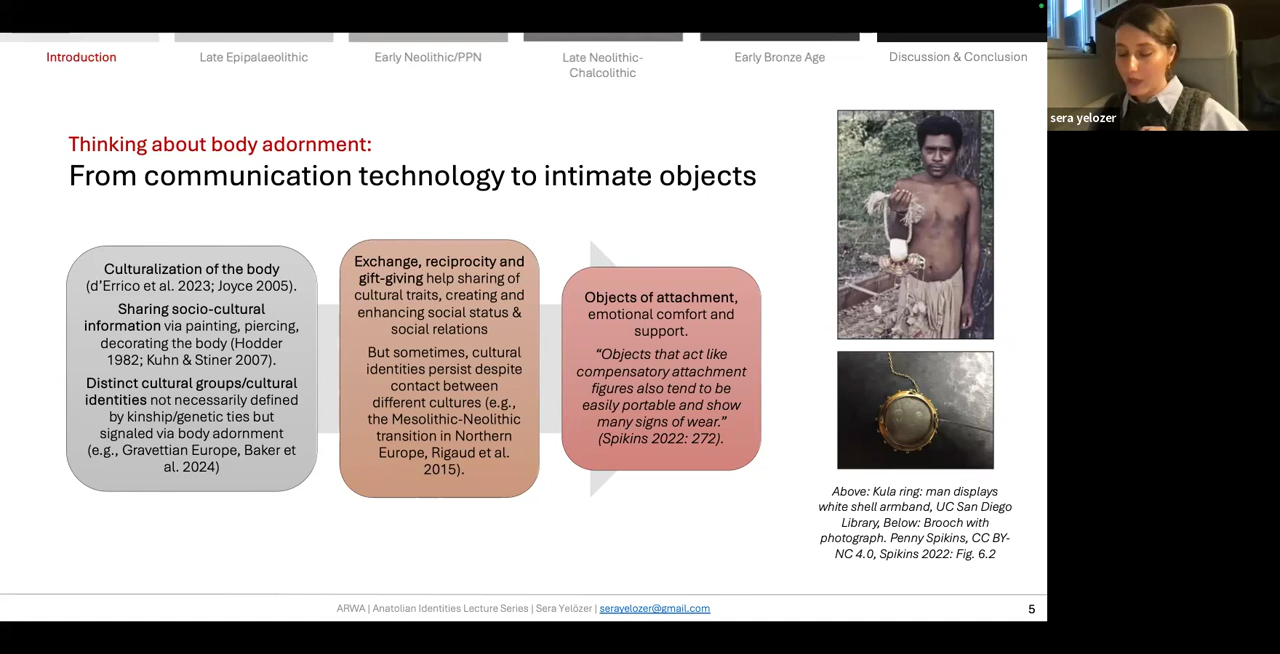 Introduction
Late Epipalaeolithic
Early Neolithic/PPN
Late Neolithic-
Chalcolithic
Early Bronze Age
Discussion & Conclusion
sera yelozer
Thinking about body adornment:
From communication technology to intimate objects
Culturalization of the body
(d’Errico et al. 2023; Joyce 2005).
Sharing socio-cultural
information via painting, piercing,
decorating the body (Hodder
1982; Kuhn & Stiner 2007).
Distinct cultural groups/cultural
identities not necessarily defined
by kinship/genetic ties but
signaled via body adornment
(e.g., Gravettian Europe, Baker et
al. 2024)
Exchange, reciprocity and
gift-giving help sharing of
cultural traits, creating and
enhancing social status &
social relations
But sometimes, cultural
identities persist despite
contact between
different cultures (e.g.,
the Mesolithic-Neolithic
transition in Northern
Europe, Rigaud et al.
2015).
Objects of attachment,
emotional comfort and
support.
“Objects that act like
compensatory attachment
figures also tend to be
easily portable and show
many signs of wear.”
(Spikins 2022: 272).
Above: Kula ring: man displays
white shell armband, UC San Diego
Library, Below: Brooch with
photograph. Penny Spikins, CC BY-
NC 4.0, Spikins 2022: Fig. 6.2
ARWA | Anatolian Identities Lecture Series | Sera Yelözer | serayelozer@gmail.com
5